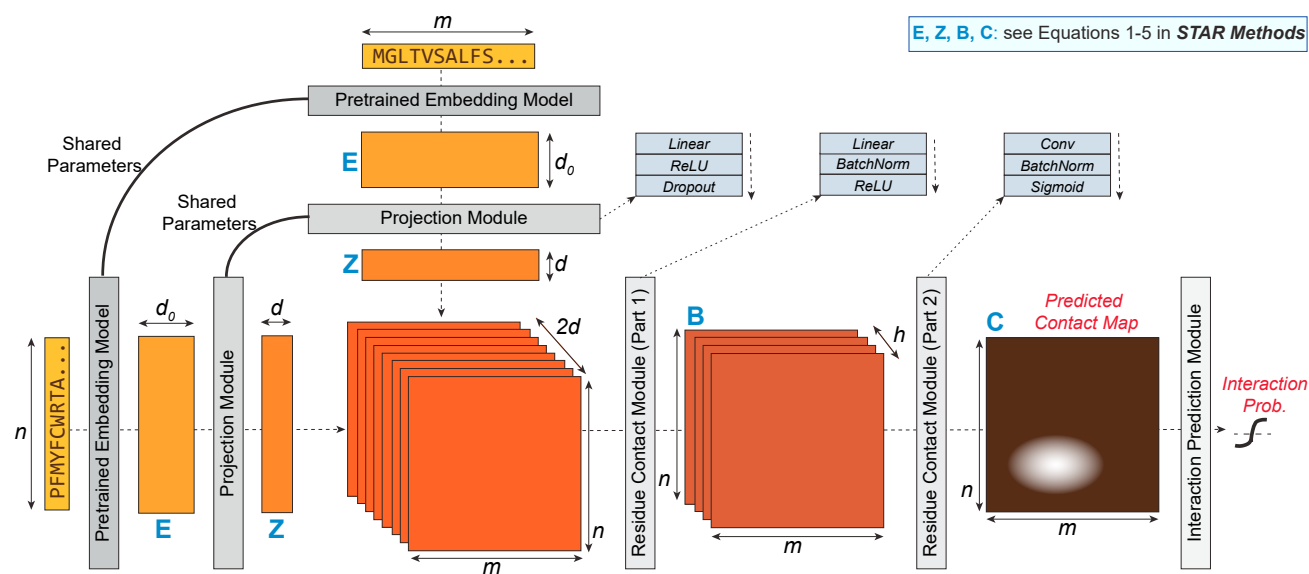 E, Z, B, C: see Equations 1-5 in STAR Methods
m
MGLTVSALFS...
Pretrained Embedding Model
Shared
Parameters
E
d₀
Linear
ReLU
Dropout
Linear
BatchNorm
ReLU
Conv
BatchNorm
Sigmoid
Shared
Parameters
Projection Module
Z
d
n
PFMYFCWRTA...
Pretrained Embedding Model
d₀
E
Projection Module
d
Z
2d
n
m
Residue Contact Module (Part 1)
B
h
n
m
Residue Contact Module (Part 2)
Predicted
Contact Map
C
n
m
Interaction Prediction Module
Interaction
Prob.